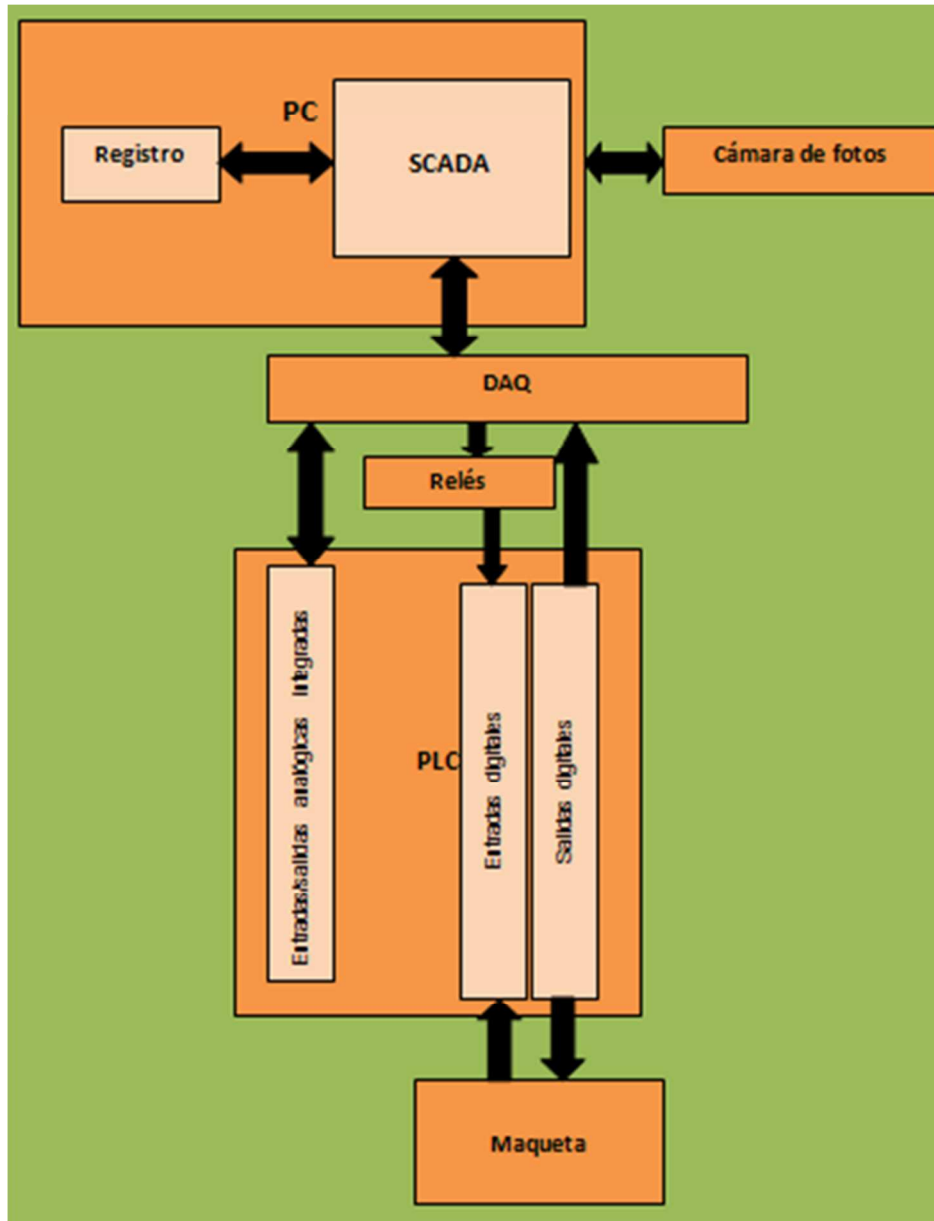 PC
Registro
SCADA
Cámara de fotos
DAQ
Relés
Entradas/salidas analógicas Integradas
PLC
Entradas digitales
Salidas digitales
Maqueta